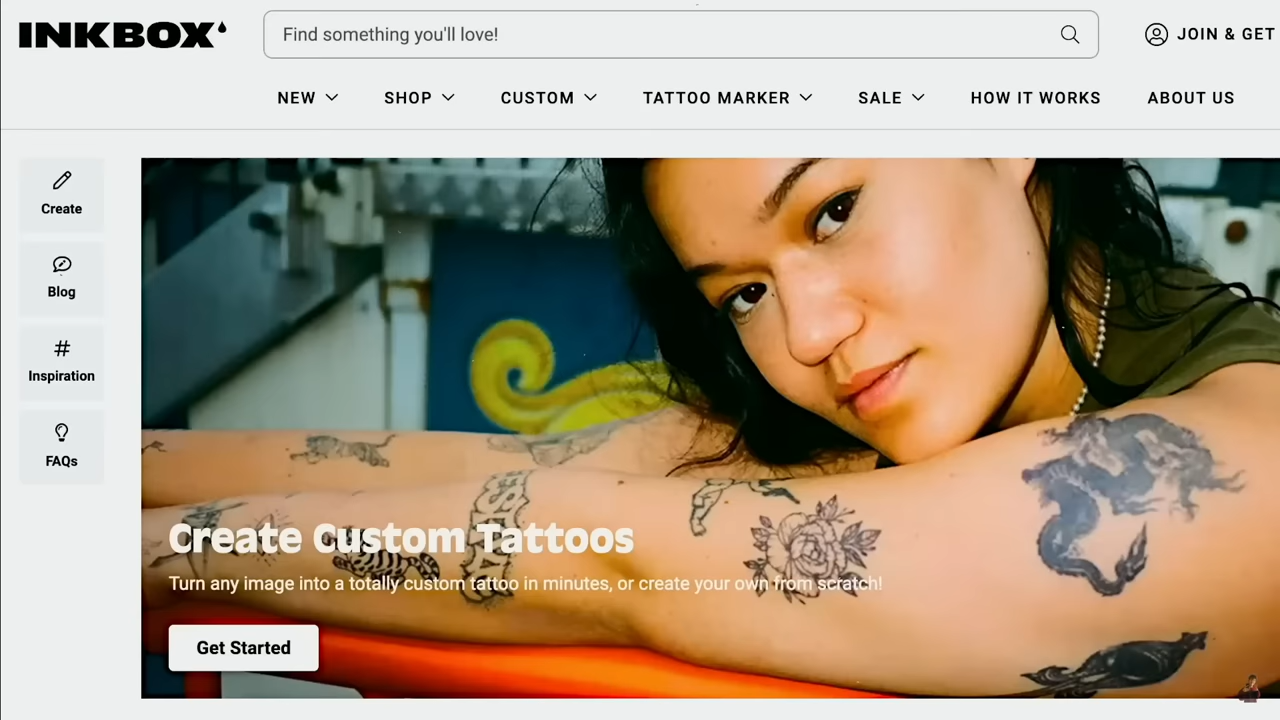 INKBOX
Find something you'll love!
JOIN & GET
NEW
SHOP
CUSTOM
TATTOO MARKER
SALE
HOW IT WORKS
ABOUT US
Create
Blog
Inspiration
FAQs
Create Custom Tattoos
Turn any image into a totally custom tattoo in minutes, or create your own from scratch!
Get Started